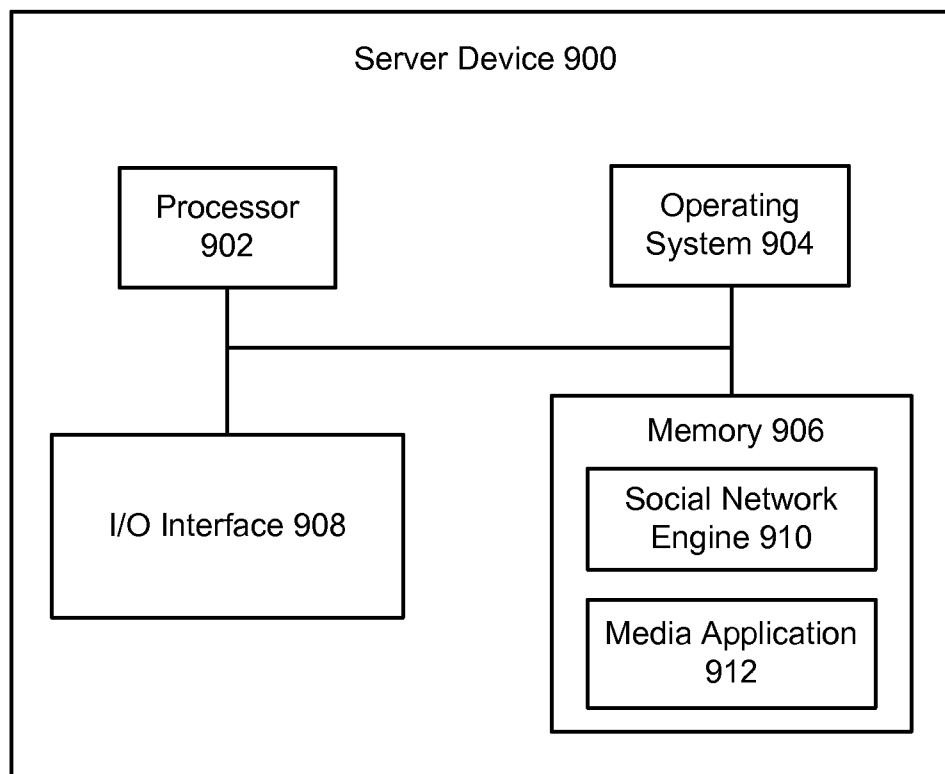 Server Device 900
Processor
902
Operating
System 904
I/O Interface 908
Memory 906
Social Network
Engine 910
Media Application
912